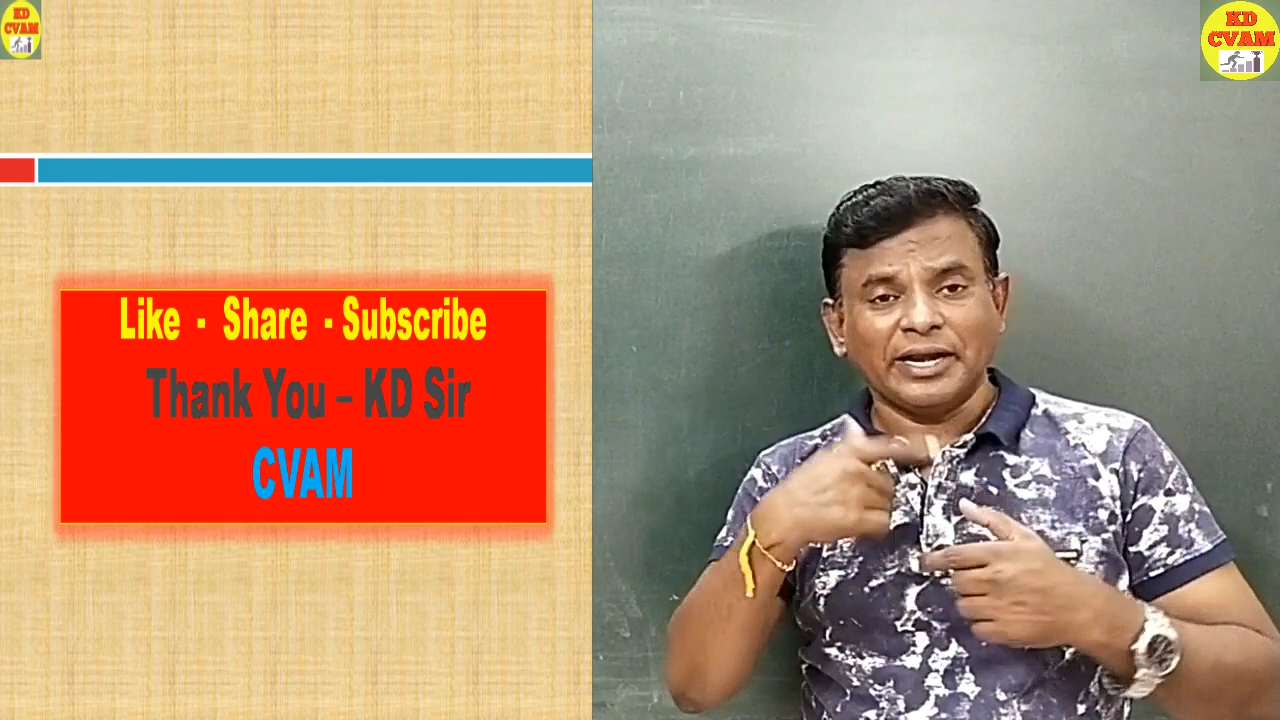 KD
CVAM
KD
CVAM
Like - Share - Subscribe
Thank You – KD Sir
CVAM